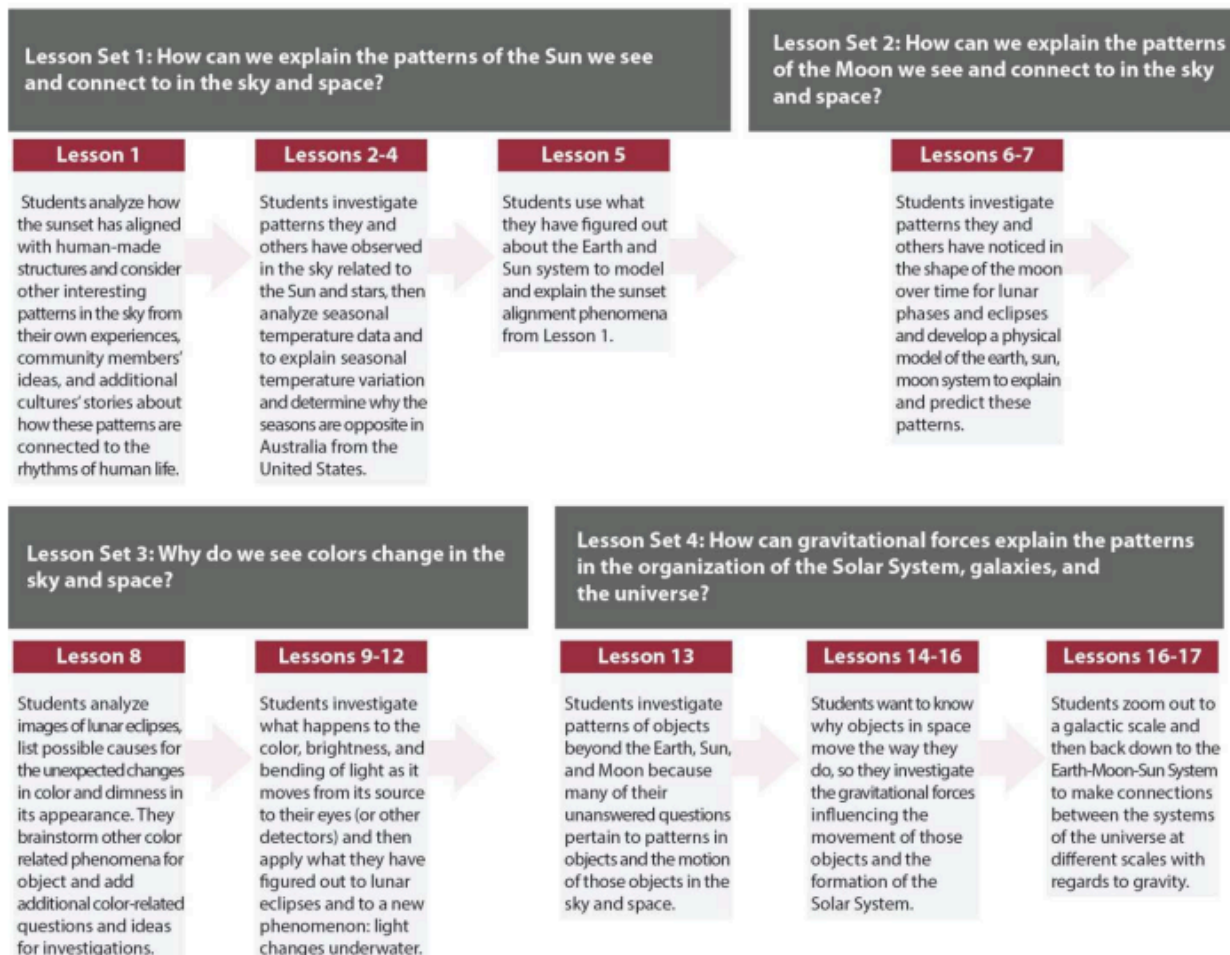 Lesson Set 1: How can we explain the patterns of the Sun we see
and connect to in the sky and space?
Lesson 1
Students analyze how
the sunset has aligned
with human-made
structures and consider
other interesting
patterns in the sky from
their own experiences,
community members'
ideas, and additional
cultures' stories about
how these patterns are
connected to the
rhythms of human life.
Lessons 2-4
Students investigate
patterns they and
others have observed
in the sky related to
the Sun and stars, then
analyze seasonal
temperature data and
to explain seasonal
temperature variation
and determine why the
seasons are opposite in
Australia from the
United States.
Lesson 5
Students use what
they have figured out
about the Earth and
Sun system to model
and explain the sunset
alignment phenomena
from Lesson 1.
Lesson Set 2: How can we explain the patterns
of the Moon we see and connect to in the sky
and space?
Lessons 6-7
Students investigate
patterns they and
others have noticed in
the shape of the moon
over time for lunar
phases and eclipses
and develop a physical
model of the earth, sun,
moon system to explain
and predict these
patterns.
Lesson Set 3: Why do we see colors change in the
sky and space?
Lesson 8
Students analyze
images of lunar eclipses,
list possible causes for
the unexpected changes
in color and dimness in
its appearance. They
brainstorm other color
related phenomena for
object and add
additional color-related
questions and ideas
for investigations.
Lessons 9-12
Students investigate
what happens to the
color, brightness, and
bending of light as it
moves from its source
to their eyes (or other
detectors) and then
apply what they have
figured out to lunar
eclipses and to a new
phenomenon: light
changes underwater.
Lesson Set 4: How can gravitational forces explain the patterns
in the organization of the Solar System, galaxies, and
the universe?
Lesson 13
Students investigate
patterns of objects
beyond the Earth, Sun,
and Moon because
many of their
unanswered questions
pertain to patterns in
objects and the motion
of those objects in the
sky and space.
Lessons 14-16
Students want to know
why objects in space
move the way they
do, so they investigate
the gravitational forces
influencing the
movement of those
objects and the
formation of the
Solar System.
Lessons 16-17
Students zoom out to
a galactic scale and
then back down to the
Earth-Moon-Sun System
to make connections
between the systems
of the universe at
different scales with
regards to gravity.